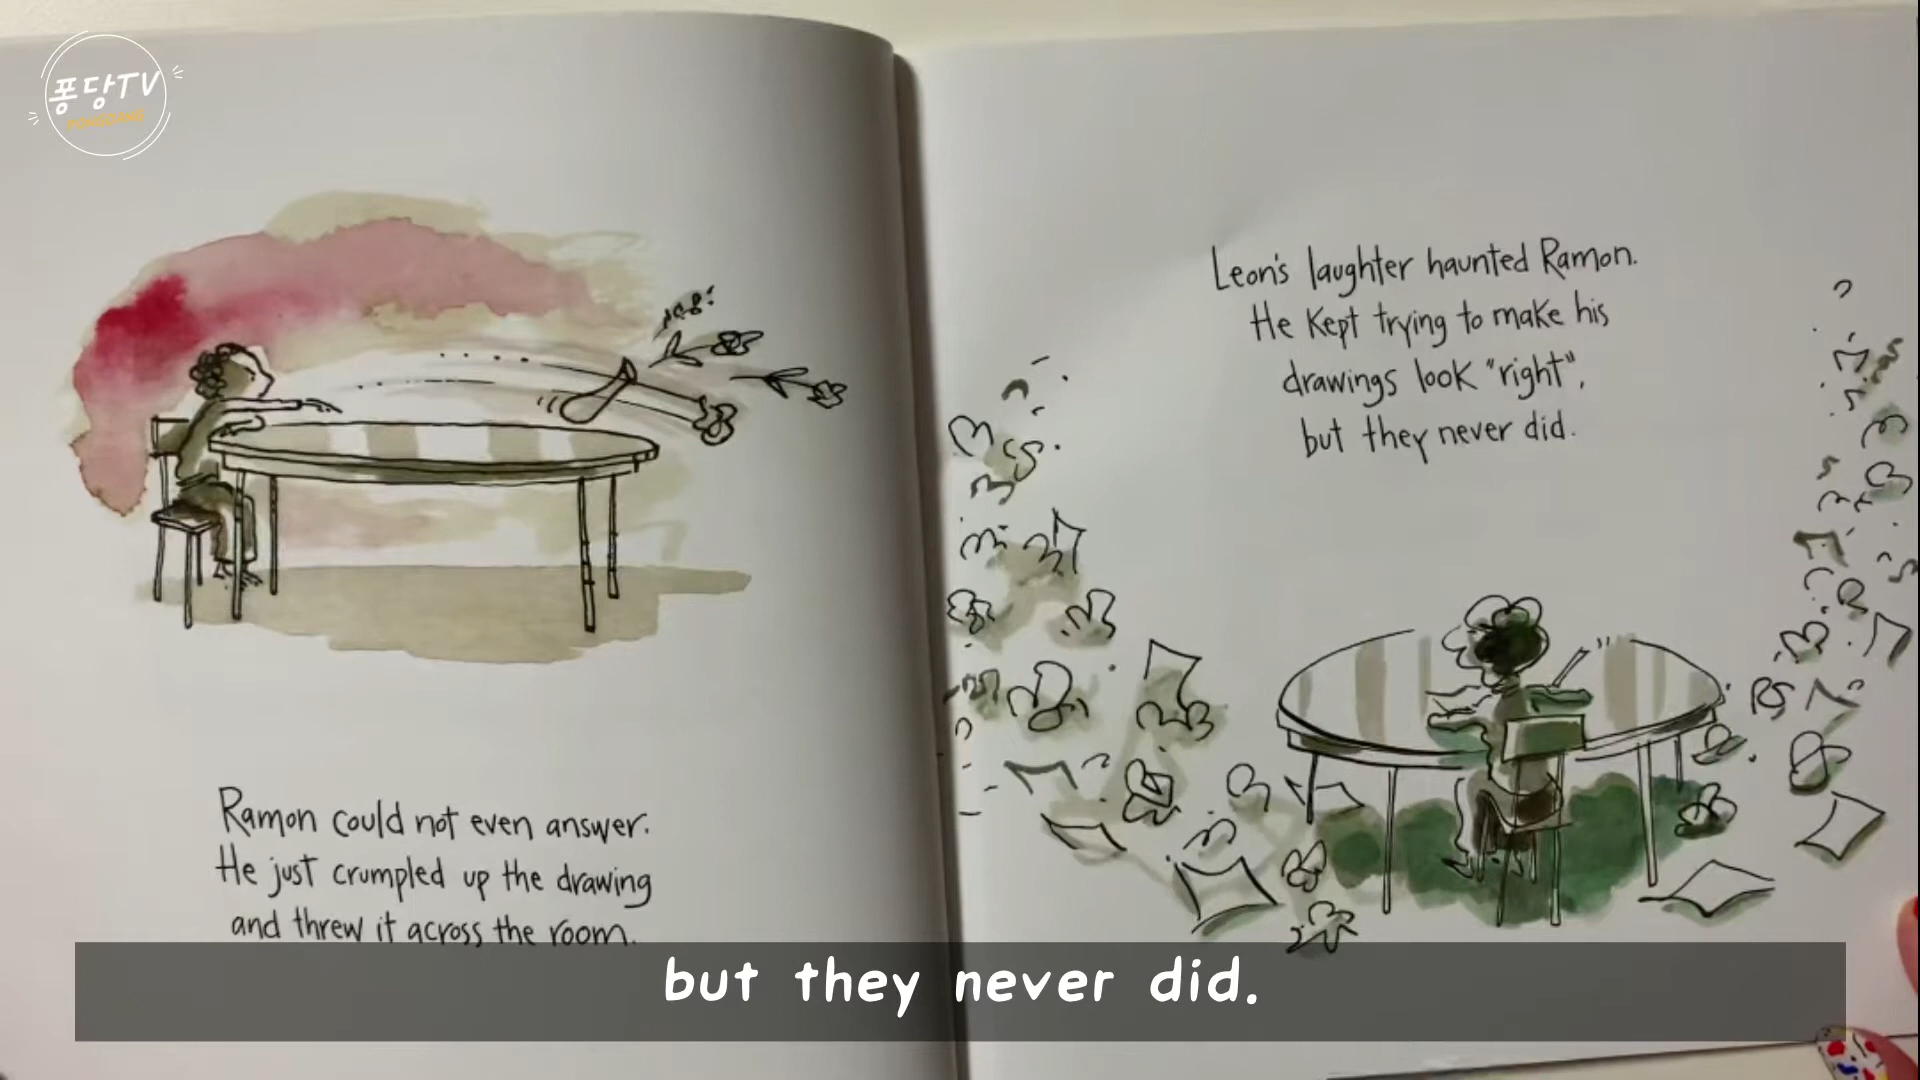 퐁당TV
PONGDANG
Ramon could not even answer.
He just crumpled up the drawing
and threw it across the room.
Leon's laughter haunted Ramon.
He kept trying to make his
drawings look "right",
but they never did.
but they never did.